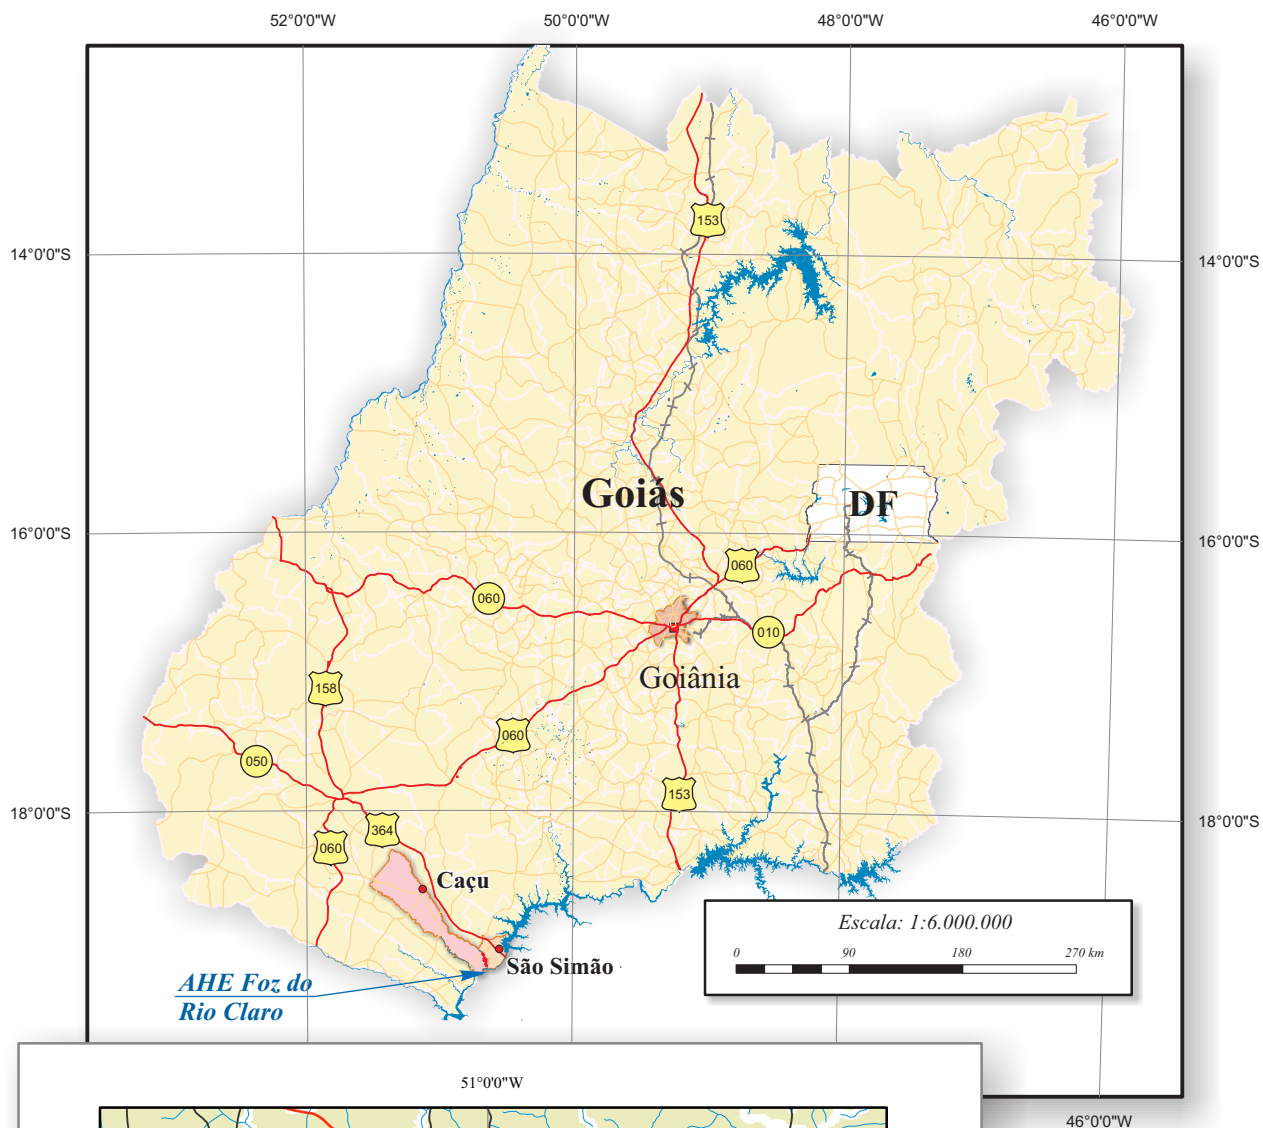 52°0'0"W 50°0'0"W 48°0'0"W 46°0'0"W
153
14°0'0"S 14°0'0"S
Goiás
DF
16°0'0"S 16°0'0"S
060
060
010
Goiânia
158
060
050
153
18°0'0"S 18°0'0"S
364
060
Caçu
Escala: 1:6.000.000
0 90 180 270 km
São Simão
AHE Foz do
Rio Claro
51°0'0"W
46°0'0"W